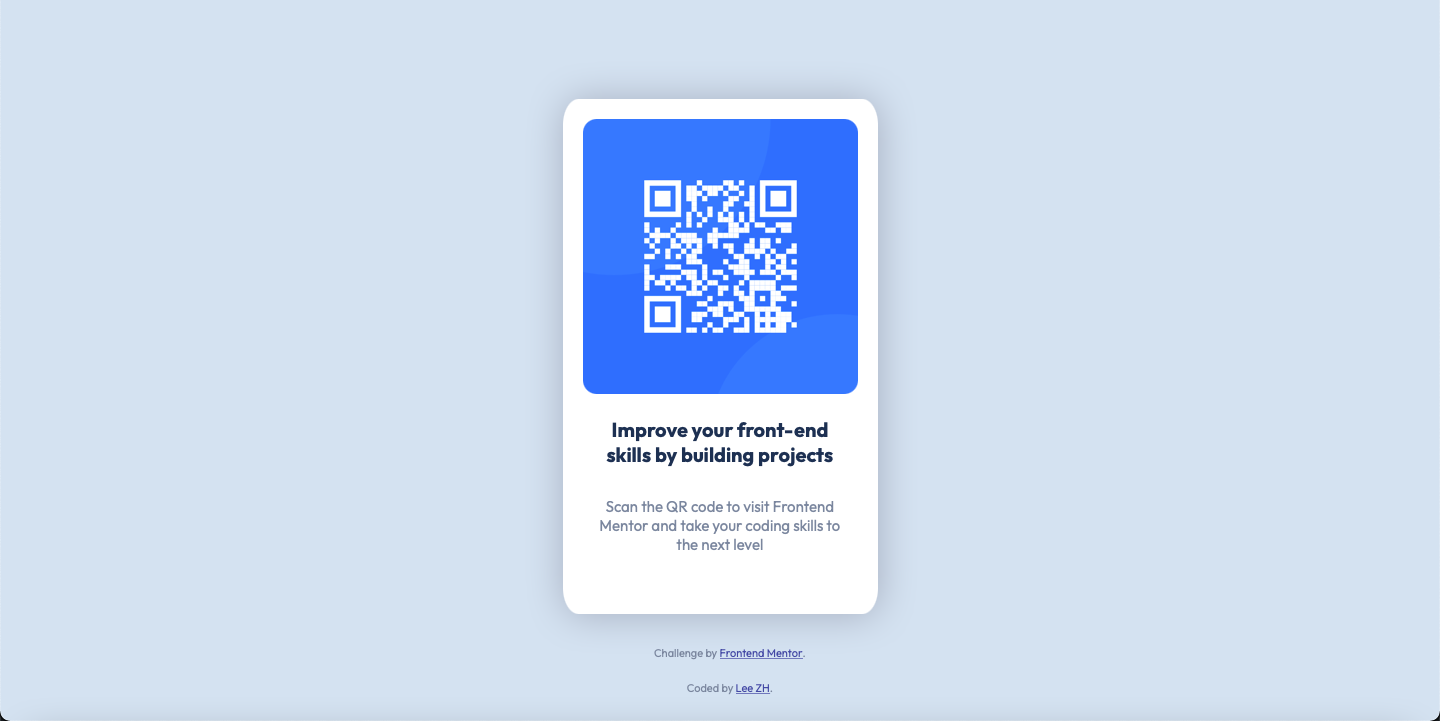 Improve your front-end
skills by building projects
Scan the QR code to visit Frontend
Mentor and take your coding skills to
the next level
Challenge by Frontend Mentor.
Coded by Lee ZH.